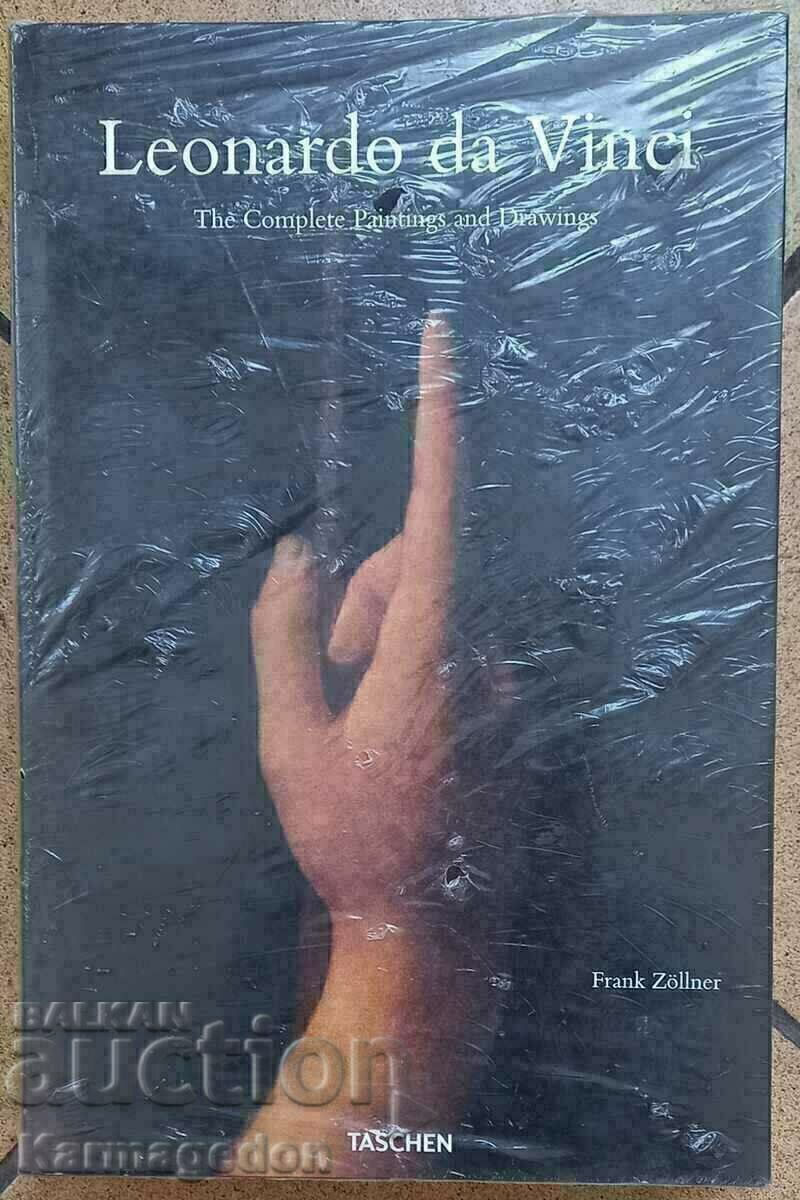 Leonardo da Vinci
The Complete Paintings and Drawings
Frank Zöllner
BALKAN
auction
Karmagedon
TASCHEN